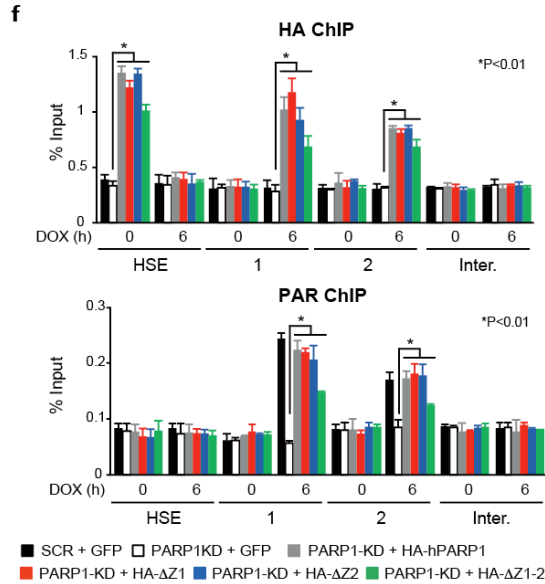 f
HA ChIP
*P<0.01
% Input
1.5
1
0.5
0
* * *
DOX (h) 0 6 0 6 0 6 0 6
HSE 1 2 Inter.
PAR ChIP
*P<0.01
% Input
0.3
0.2
0.1
0
* *
DOX (h) 0 6 0 6 0 6 0 6
HSE 1 2 Inter.
SCR + GFP PARP1KD + GFP PARP1-KD + HA-hPARP1
PARP1-KD + HA-ΔZ1 PARP1-KD + HA-ΔZ2 PARP1-KD + HA-ΔZ1-2